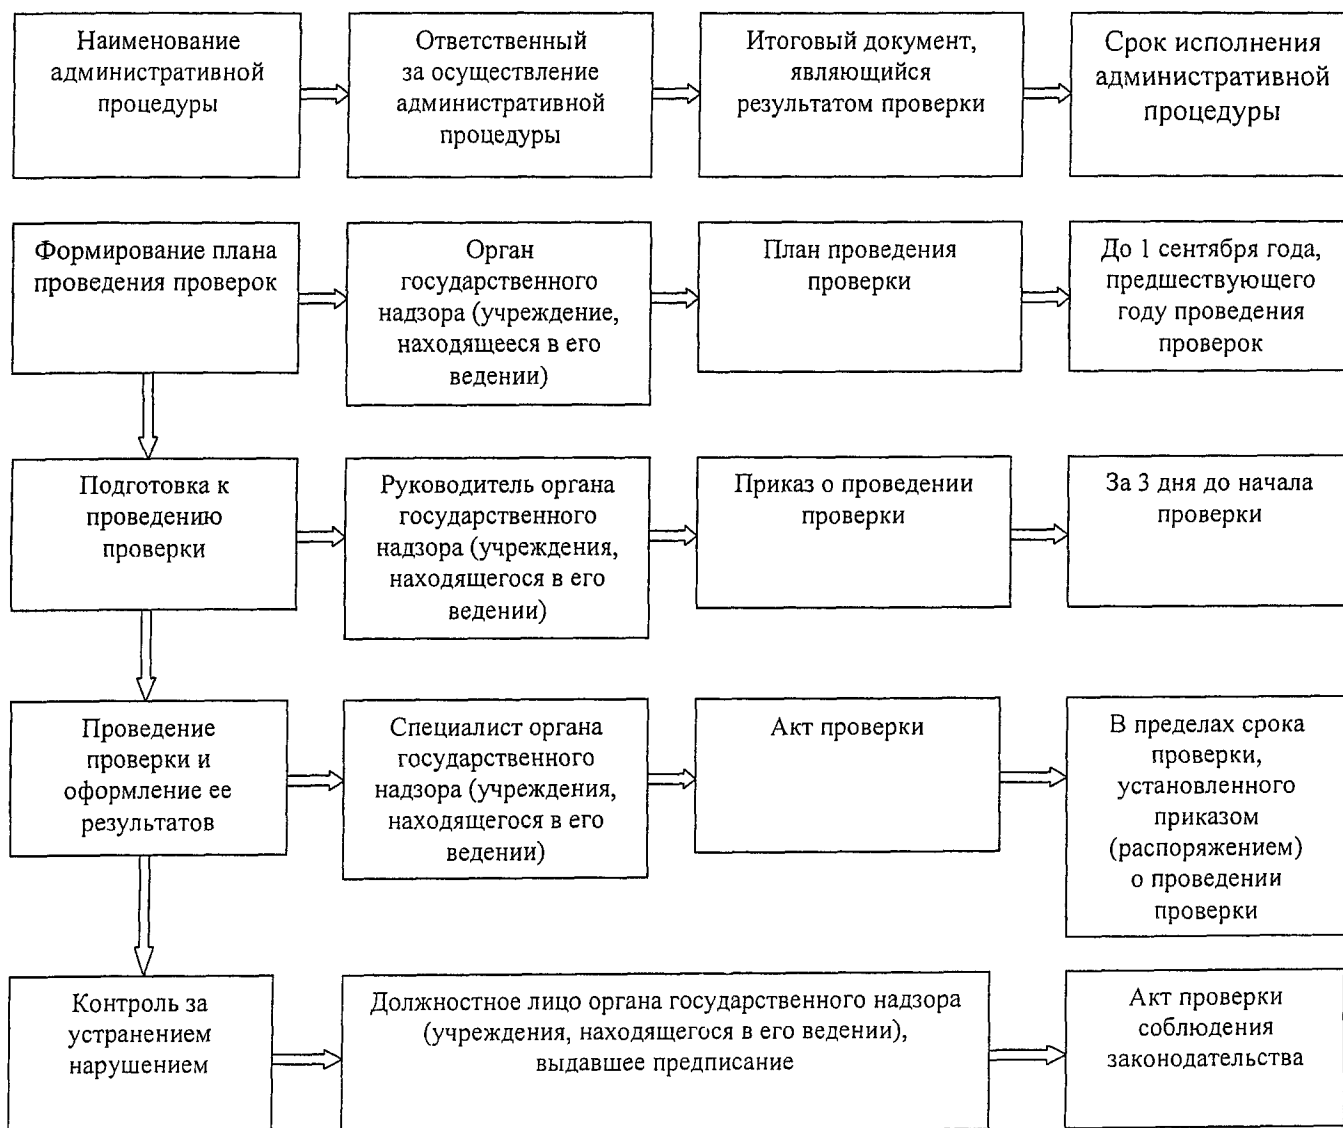 Наименование
административной
процедуры
Ответственный
за осуществление
административной
процедуры
Итоговый документ,
являющийся
результатом проверки
Срок исполнения
административной
процедуры
Формирование плана
проведения проверок
Орган
государственного
надзора (учреждение,
находящееся в его
ведении)
План проведения
проверки
До 1 сентября года,
предшествующего
году проведения
проверок
Подготовка к
проведению
проверки
Руководитель органа
государственного
надзора (учреждения,
находящегося в его
ведении)
Приказ о проведении
проверки
За 3 дня до начала
проверки
Проведение
проверки и
оформление ее
результатов
Специалист органа
государственного
надзора (учреждения,
находящегося в его
ведении)
Акт проверки
В пределах срока
проверки,
установленного
приказом
(распоряжением)
о проведении
проверки
Контроль за
устранением
нарушением
Должностное лицо органа государственного надзора
(учреждения, находящегося в его ведении),
выдавшее предписание
Акт проверки
соблюдения
законодательства